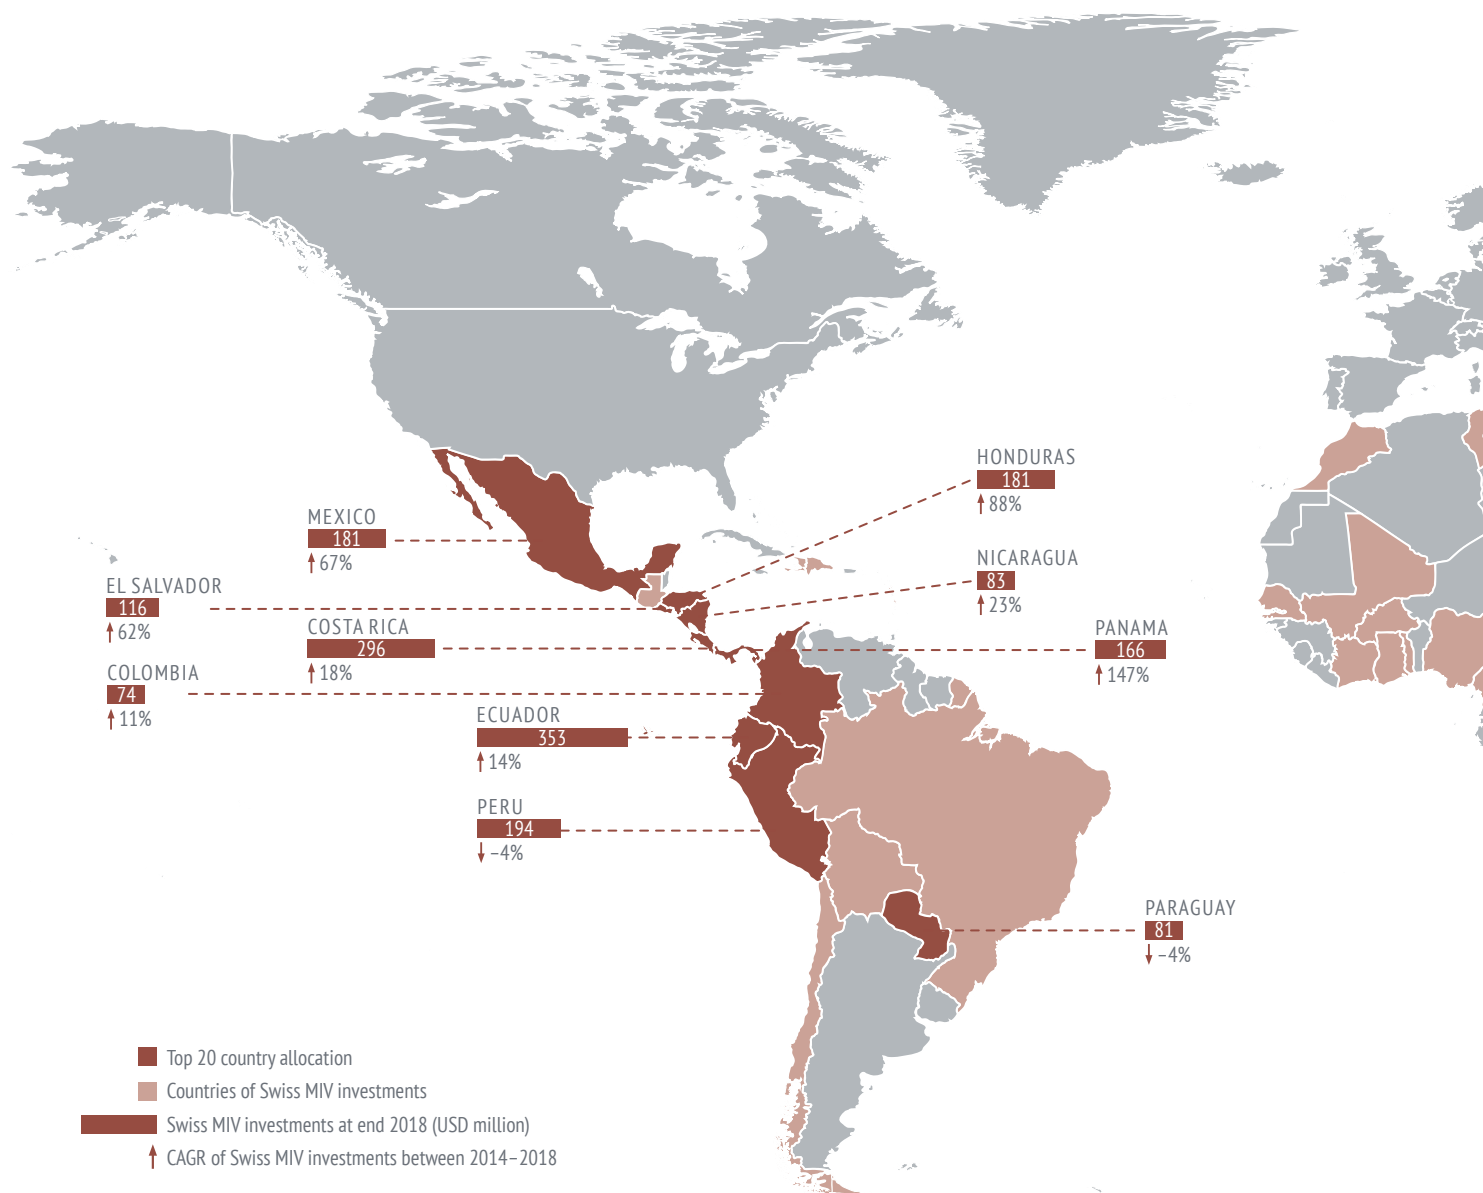 HONDURAS
181
88%
MEXICO
181
67%
NICARAGUA
83
23%
EL SALVADOR
116
62%
COSTA RICA
296
18%
PANAMA
166
147%
COLOMBIA
74
11%
ECUADOR
353
14%
PERU
194
–4%
PARAGUAY
81
–4%
Top 20 country allocation
Countries of Swiss MIV investments
Swiss MIV investments at end 2018 (USD million)
CAGR of Swiss MIV investments between 2014–2018